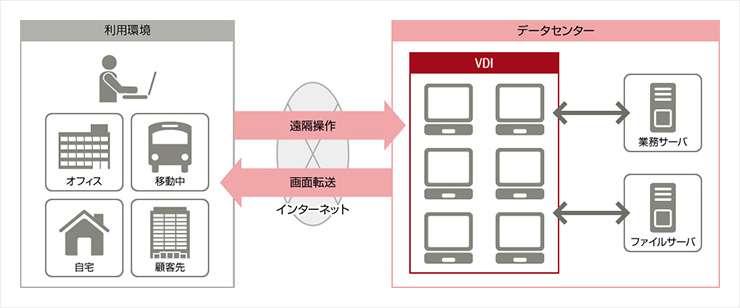 利用環境
オフィス
移動中
自宅
顧客先
遠隔操作
画面転送
インターネット
データセンター
VDI
業務サーバ
ファイルサーバ